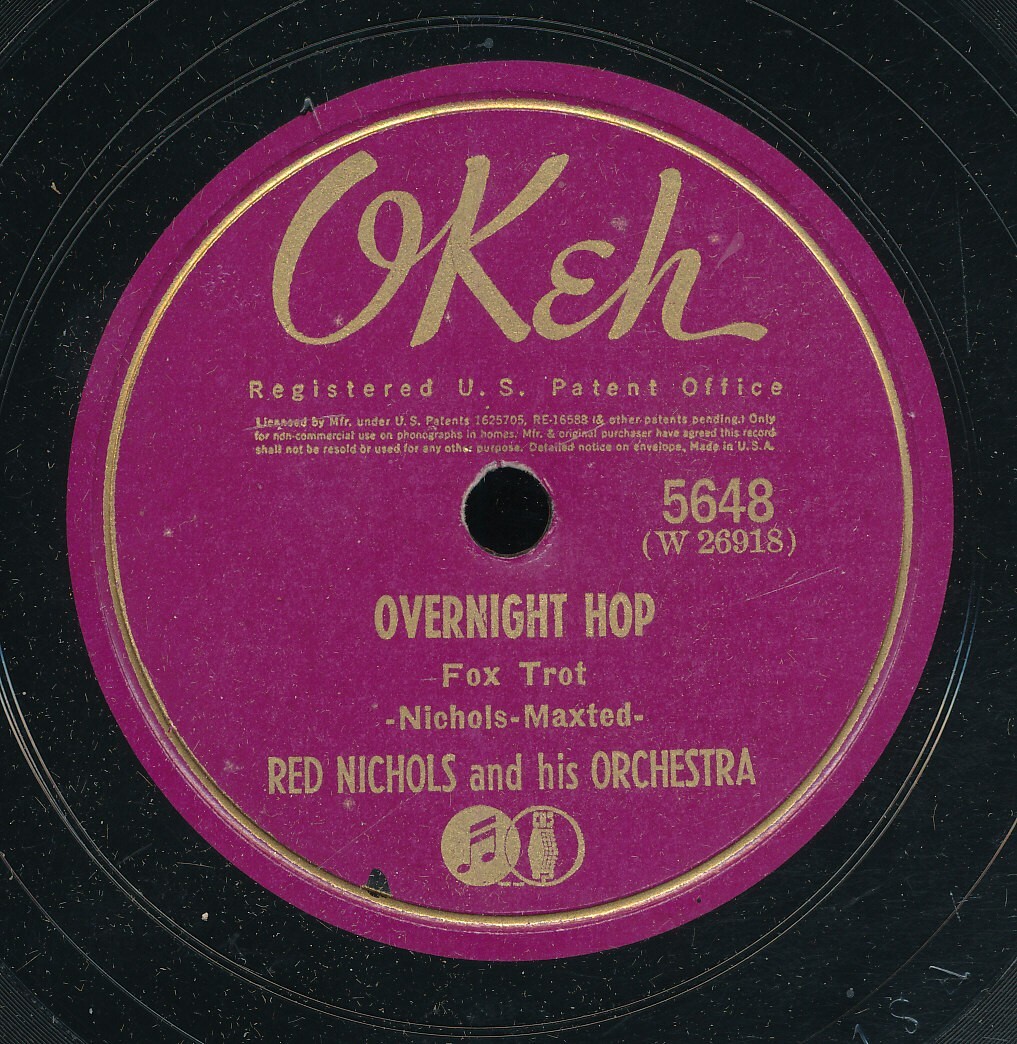 OKeh
Registered U.S. Patent Office
Licensed by Mfr. under U.S. Patents 1625705, RE-16588 (& other patents pending.) Only
for non-commercial use on phonographs in homes. Mfr. & original purchaser have agreed this record
shall not be resold or used for any other purpose. Detailed notice on envelope. Made in U.S.A.
5648
(W 26918)
OVERNIGHT HOP
Fox Trot
-Nichols-Maxted-
RED NICHOLS and his ORCHESTRA
CBS